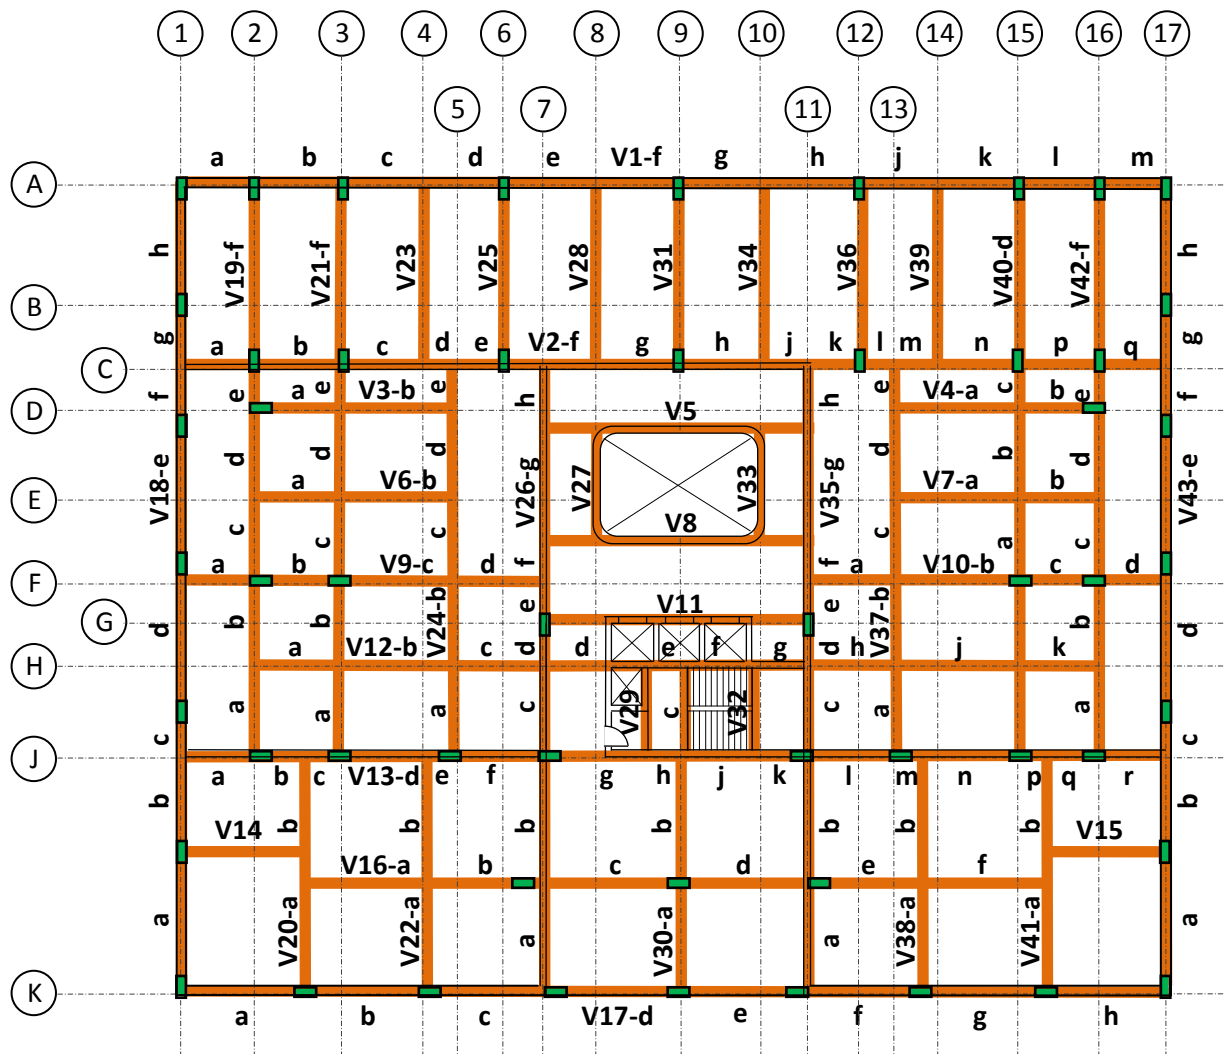 1 2 3 4 6 8 9 10 12 14 15 16 17
5 7 11 13
a b c d e V1-f g h j k l m
A
h V19-f V21-f V23 V25 V28 V31 V34 V36 V39 V40-d V42-f h
B
g a b c d e V2-f g h j k l m n p q g
C
f e a e V3-b e h V5 h e V4-a c b e f
D
V18-e d d d V26-g V27 V33 V35-g d b d V43-e
a V6-b V7-a b
E
c c c V8 c a c
a b V9-c d f f a V10-b c d
F
d b b V24-b e V11 e V37-b b d
G
a V12-b c d d e f g d h j k
H
c a a a c V29 c V32 c a c
J
a b c V13-d e f g h j k l m n p q r
b V14 b b b b b b b V15 b
V16-a b c d e f
a V20-a V22-a a V30-a a V38-a V41-a a
K
a b c V17-d e f g h